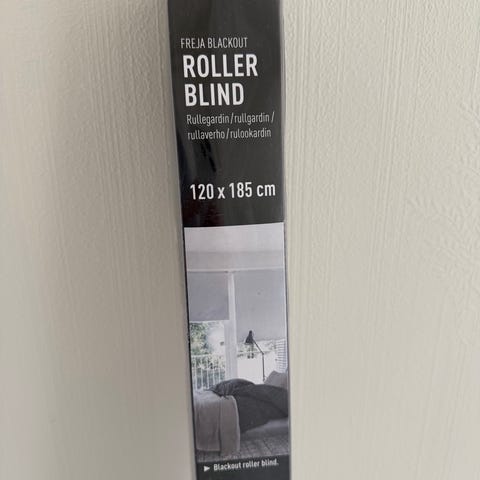 FREJA BLACKOUT
ROLLER
BLIND
Rullegardin/rullgardin/
rullaverho/rulookardin
120 x 185 cm
► Blackout roller blind.